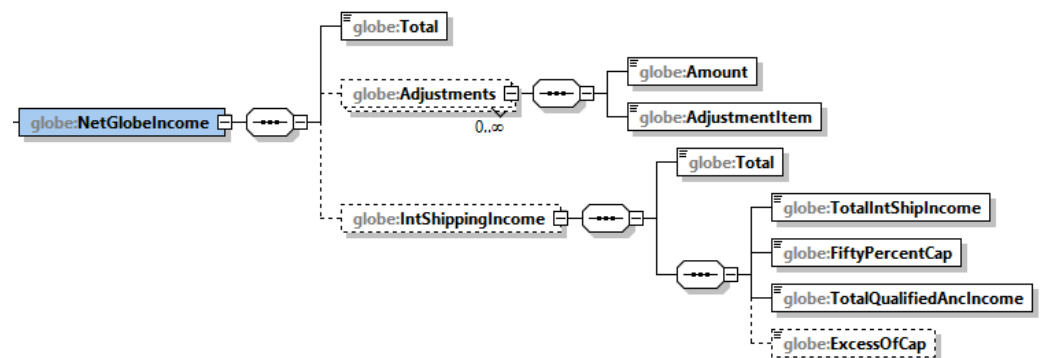 globe:Total
globe:Adjustments
0..∞
globe:Amount
globe:AdjustmentItem
globe:NetGlobeIncome
globe:IntShippingIncome
globe:Total
globe:TotalIntShipIncome
globe:FiftyPercentCap
globe:TotalQualifiedAncIncome
globe:ExcessOfCap